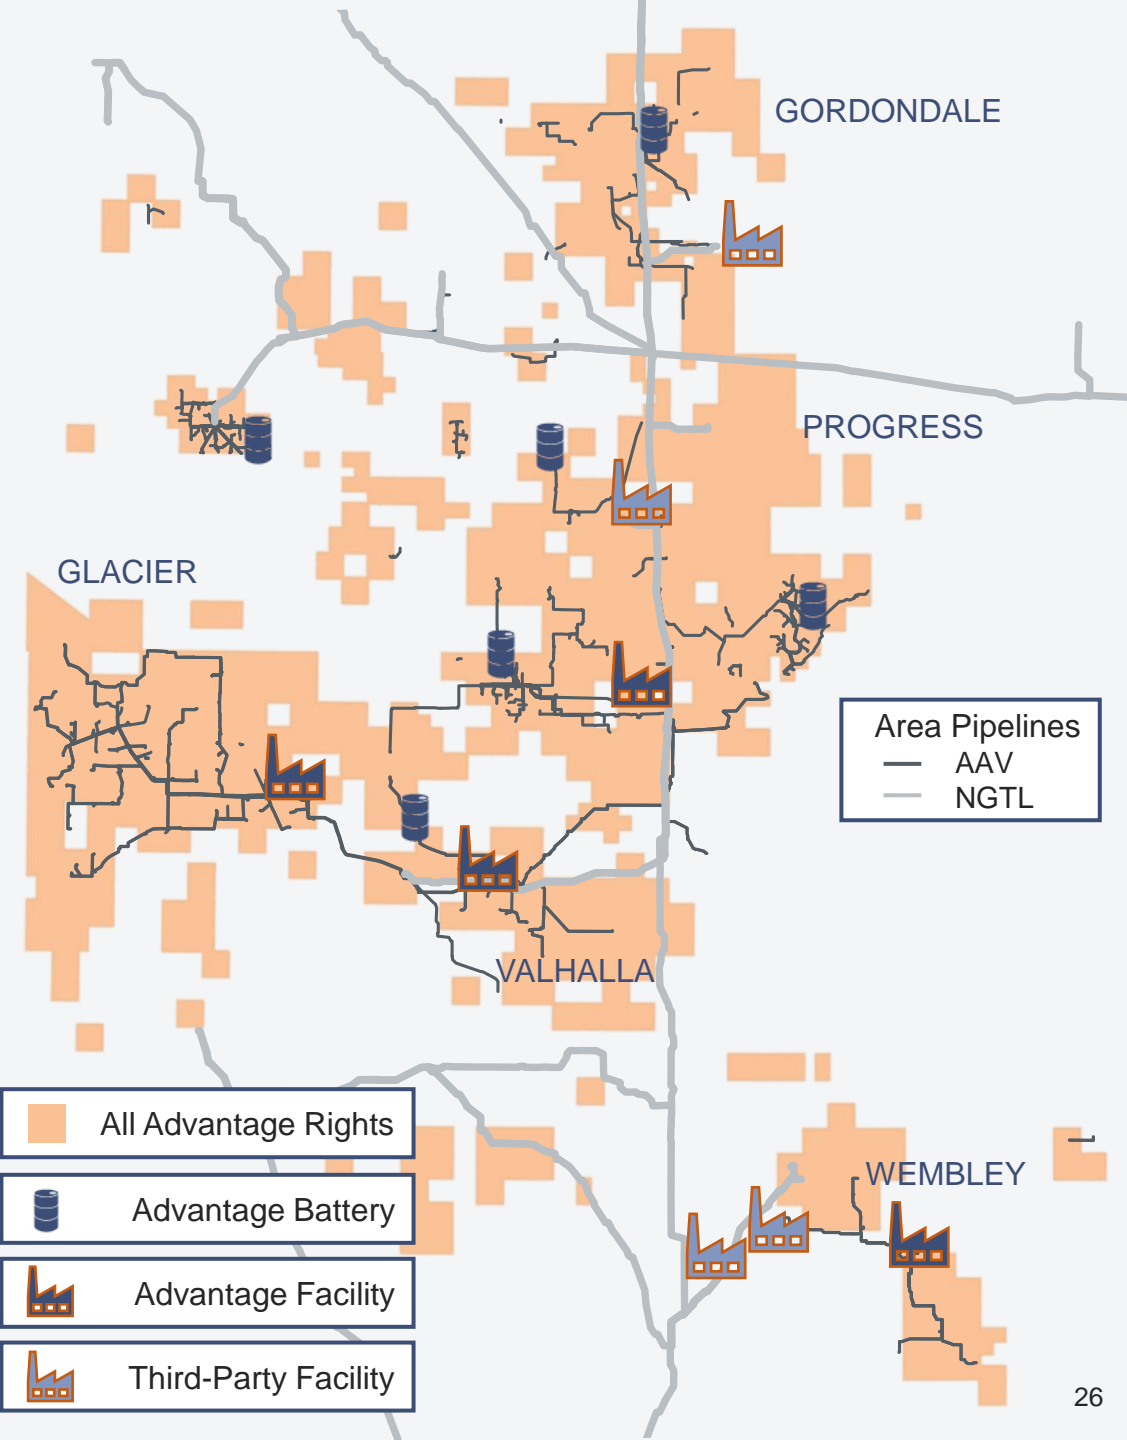 GORDONDALE
PROGRESS
GLACIER
Area Pipelines
AAV
NGTL
VALHALLA
All Advantage Rights
WEMBLEY
Advantage Battery
Advantage Facility
Third-Party Facility
26